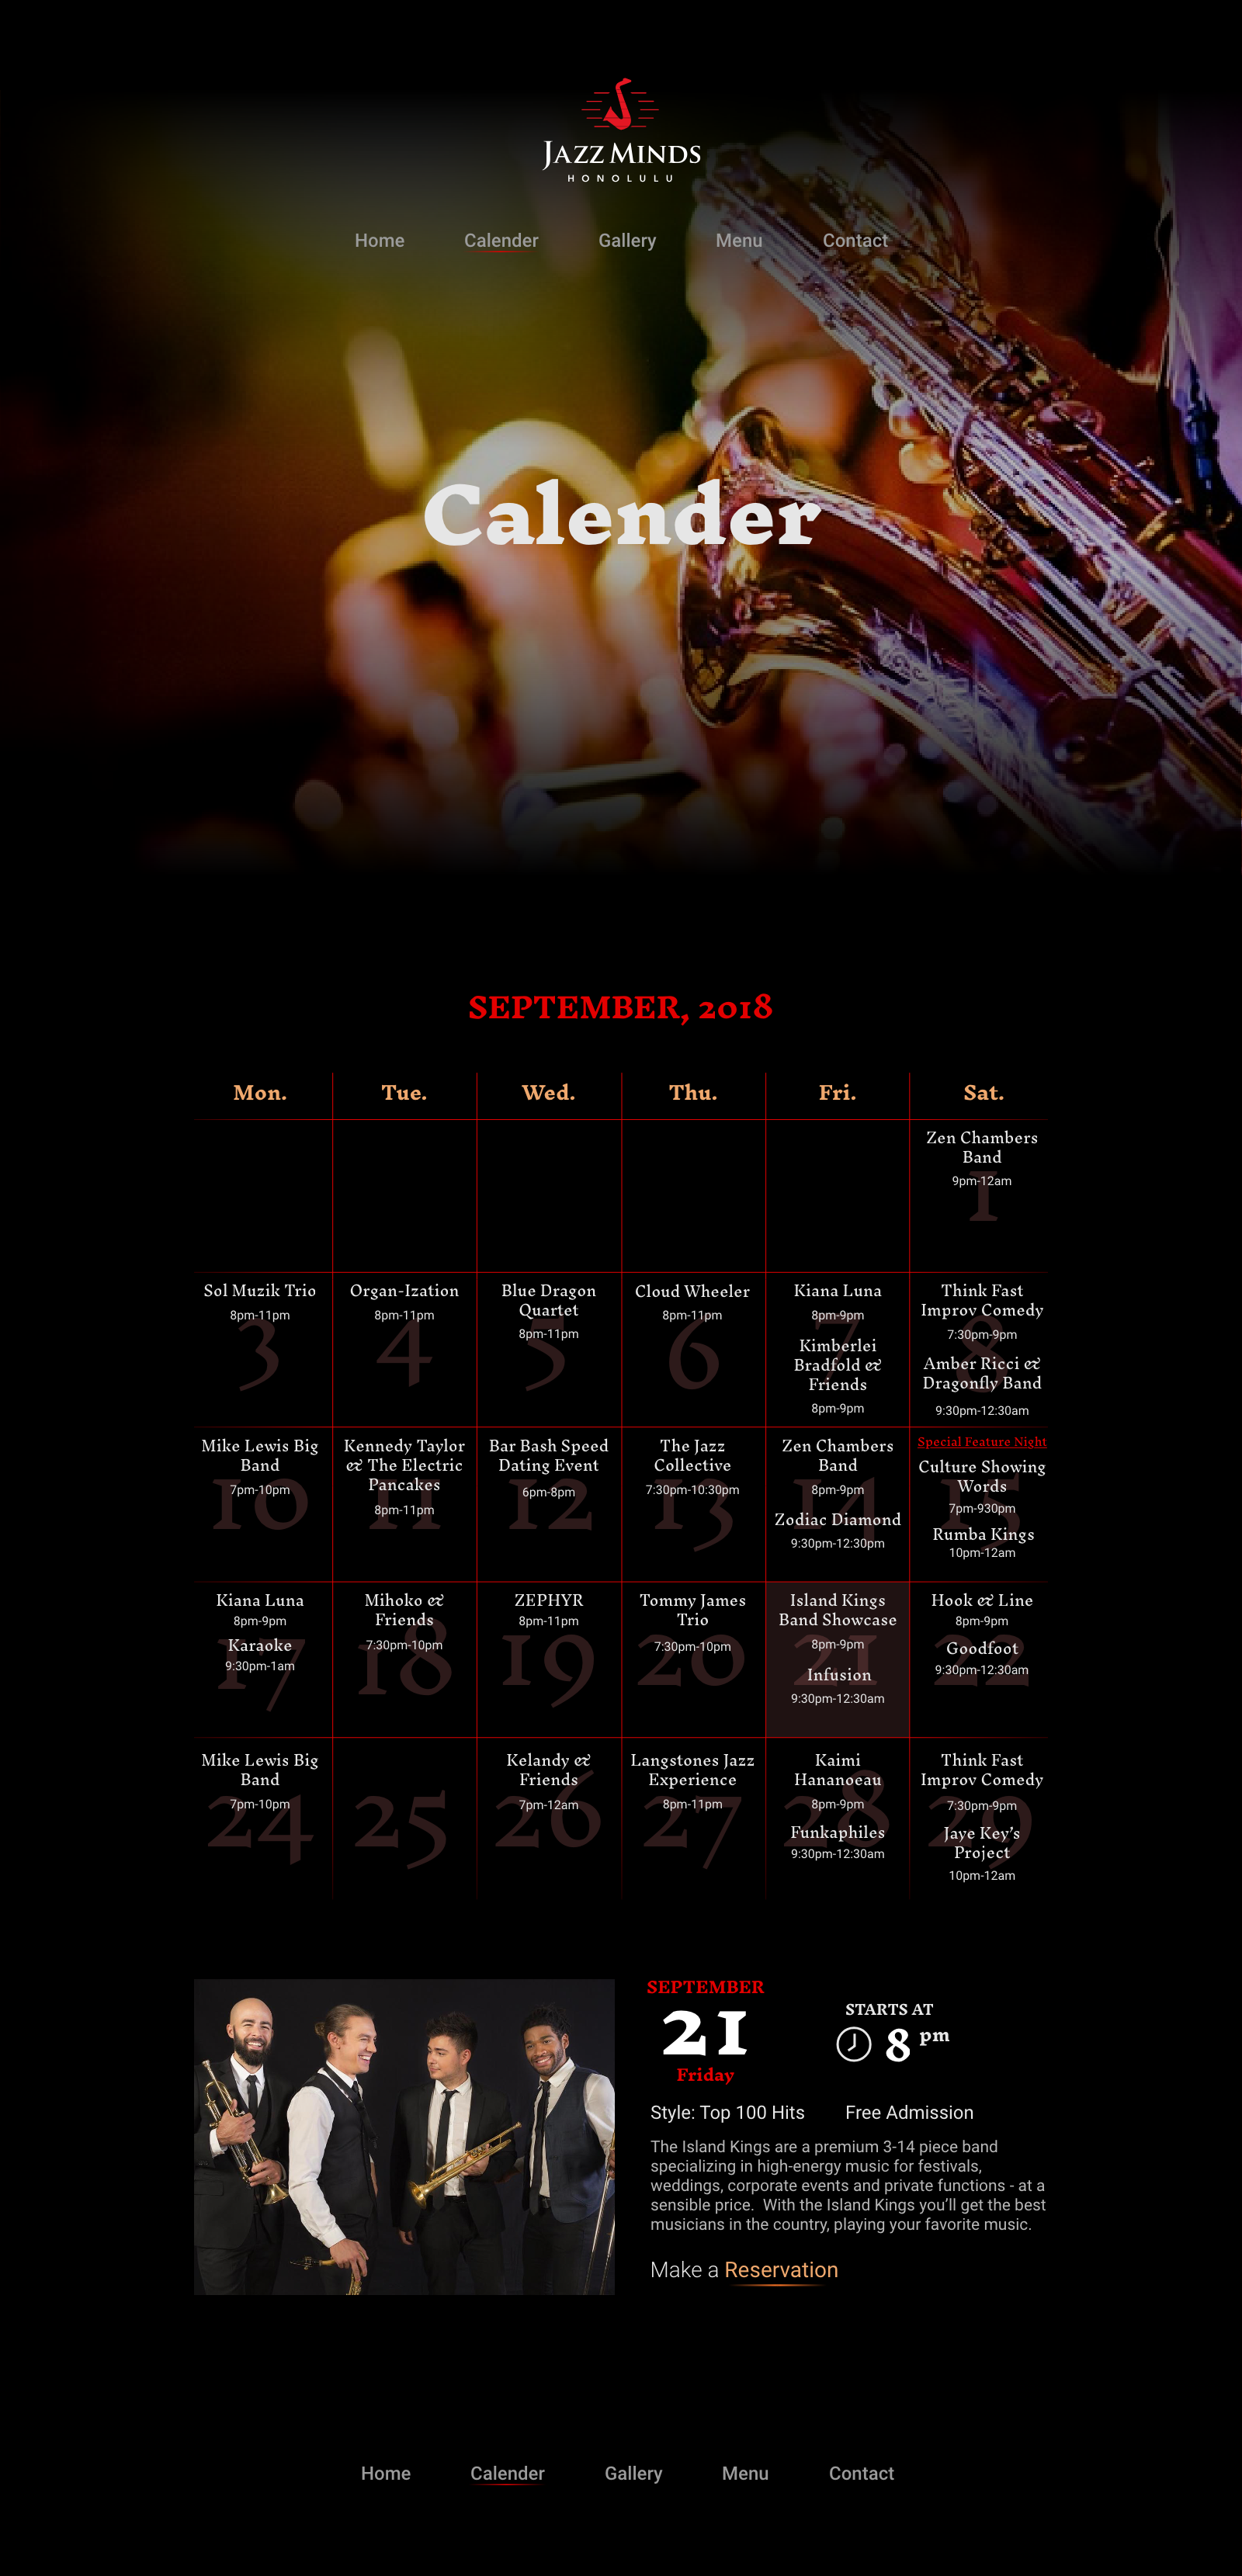 JAZZ MINDS
HONOLULU
Home Calender Gallery Menu Contact
Calender
SEPTEMBER, 2018
Mon. Tue. Wed. Thu. Fri. Sat.
Zen Chambers
Band
9pm-12am
1
Sol Muzik Trio
8pm-11pm
3
Organ-Ization
8pm-11pm
4
Blue Dragon
Quartet
8pm-11pm
5
Cloud Wheeler
8pm-11pm
6
Kiana Luna
8pm-9pm
7
Kimberlei
Bradfold &
Friends
8pm-9pm
Think Fast
Improv Comedy
7:30pm-9pm
8
Amber Ricci &
Dragonfly Band
9:30pm-12:30am
Mike Lewis Big
Band
7pm-10pm
10
Kennedy Taylor
& The Electric
Pancakes
8pm-11pm
11
Bar Bash Speed
Dating Event
6pm-8pm
12
The Jazz
Collective
7:30pm-10:30pm
13
Zen Chambers
Band
8pm-9pm
14
Zodiac Diamond
9:30pm-12:30pm
Special Feature Night
Culture Showing
Words
7pm-930pm
15
Rumba Kings
10pm-12am
Kiana Luna
8pm-9pm
Karaoke
9:30pm-1am
17
Mihoko &
Friends
7:30pm-10pm
18
ZEPHYR
8pm-11pm
19
Tommy James
Trio
7:30pm-10pm
20
Island Kings
Band Showcase
8pm-9pm
21
Infusion
9:30pm-12:30am
Hook & Line
8pm-9pm
Goodfoot
9:30pm-12:30am
22
Mike Lewis Big
Band
7pm-10pm
24
25
Kelandy &
Friends
7pm-12am
26
Langstones Jazz
Experience
8pm-11pm
27
Kaimi
Hananoeau
8pm-9pm
28
Funkaphiles
9:30pm-12:30am
Think Fast
Improv Comedy
7:30pm-9pm
29
Jaye Key's
Project
10pm-12am
SEPTEMBER
21
Friday
STARTS AT
8 pm
Style: Top 100 Hits
Free Admission
The Island Kings are a premium 3-14 piece band
specializing in high-energy music for festivals,
weddings, corporate events and private functions - at a
sensible price. With the Island Kings you'll get the best
musicians in the country, playing your favorite music.
Make a Reservation
Home Calender Gallery Menu Contact